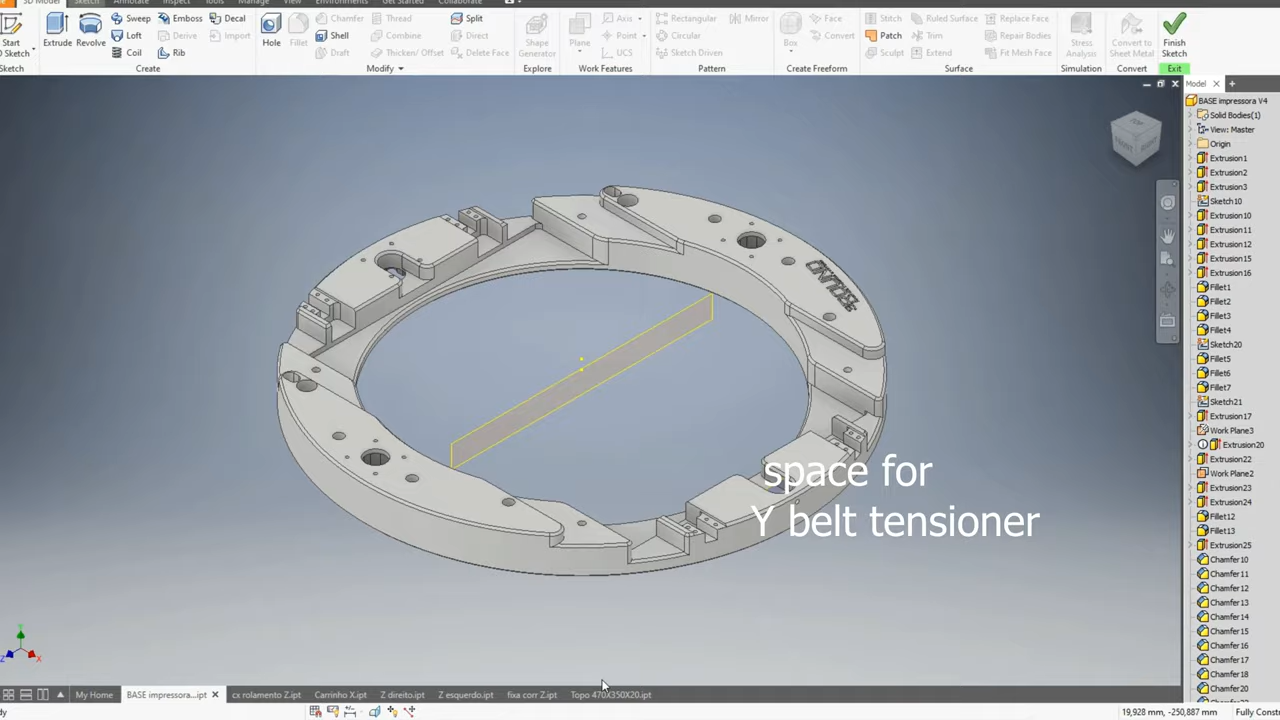 3D Model
Sketch
Annotate
Inspect
Tools
Manage
View
Environments
Get Started
Collaborate
Start
Sketch
Sketch
Extrude
Revolve
Sweep
Loft
Coil
Emboss
Derive
Rib
Decal
Import
Create
Hole
Fillet
Chamfer
Shell
Draft
Thread
Combine
Thicken/ Offset
Split
Direct
Delete Face
Modify
Shape
Generator
Explore
Plane
Axis
Point
UCS
Work Features
Rectangular
Circular
Sketch Driven
Mirror
Pattern
Box
Face
Convert
Create Freeform
Stitch
Patch
Sculpt
Ruled Surface
Trim
Extend
Replace Face
Repair Bodies
Fit Mesh Face
Surface
Stress
Analysis
Simulation
Convert to
Sheet Metal
Convert
Finish
Sketch
Exit
Model
BASE impressora V4
Solid Bodies(1)
View: Master
Origin
Extrusion1
Extrusion2
Extrusion3
Sketch10
Extrusion10
Extrusion11
Extrusion12
Extrusion15
Extrusion16
Fillet1
Fillet2
Fillet3
Fillet4
Sketch20
Fillet5
Fillet6
Fillet7
Sketch21
Extrusion17
Work Plane3
Extrusion20
Extrusion22
Work Plane2
Extrusion23
Extrusion24
Fillet12
Fillet13
Extrusion25
Chamfer10
Chamfer11
Chamfer12
Chamfer13
Chamfer14
Chamfer15
Chamfer16
Chamfer17
Chamfer18
Chamfer20
space for
Y belt tensioner
My Home
BASE impressora...ipt
cx rolamento Z.ipt
Carrinho X.ipt
Z direito.ipt
Z esquerdo.ipt
fixa corr Z.ipt
Topo 470X350X20.ipt
19,928 mm, -250,887 mm
Fully Constr